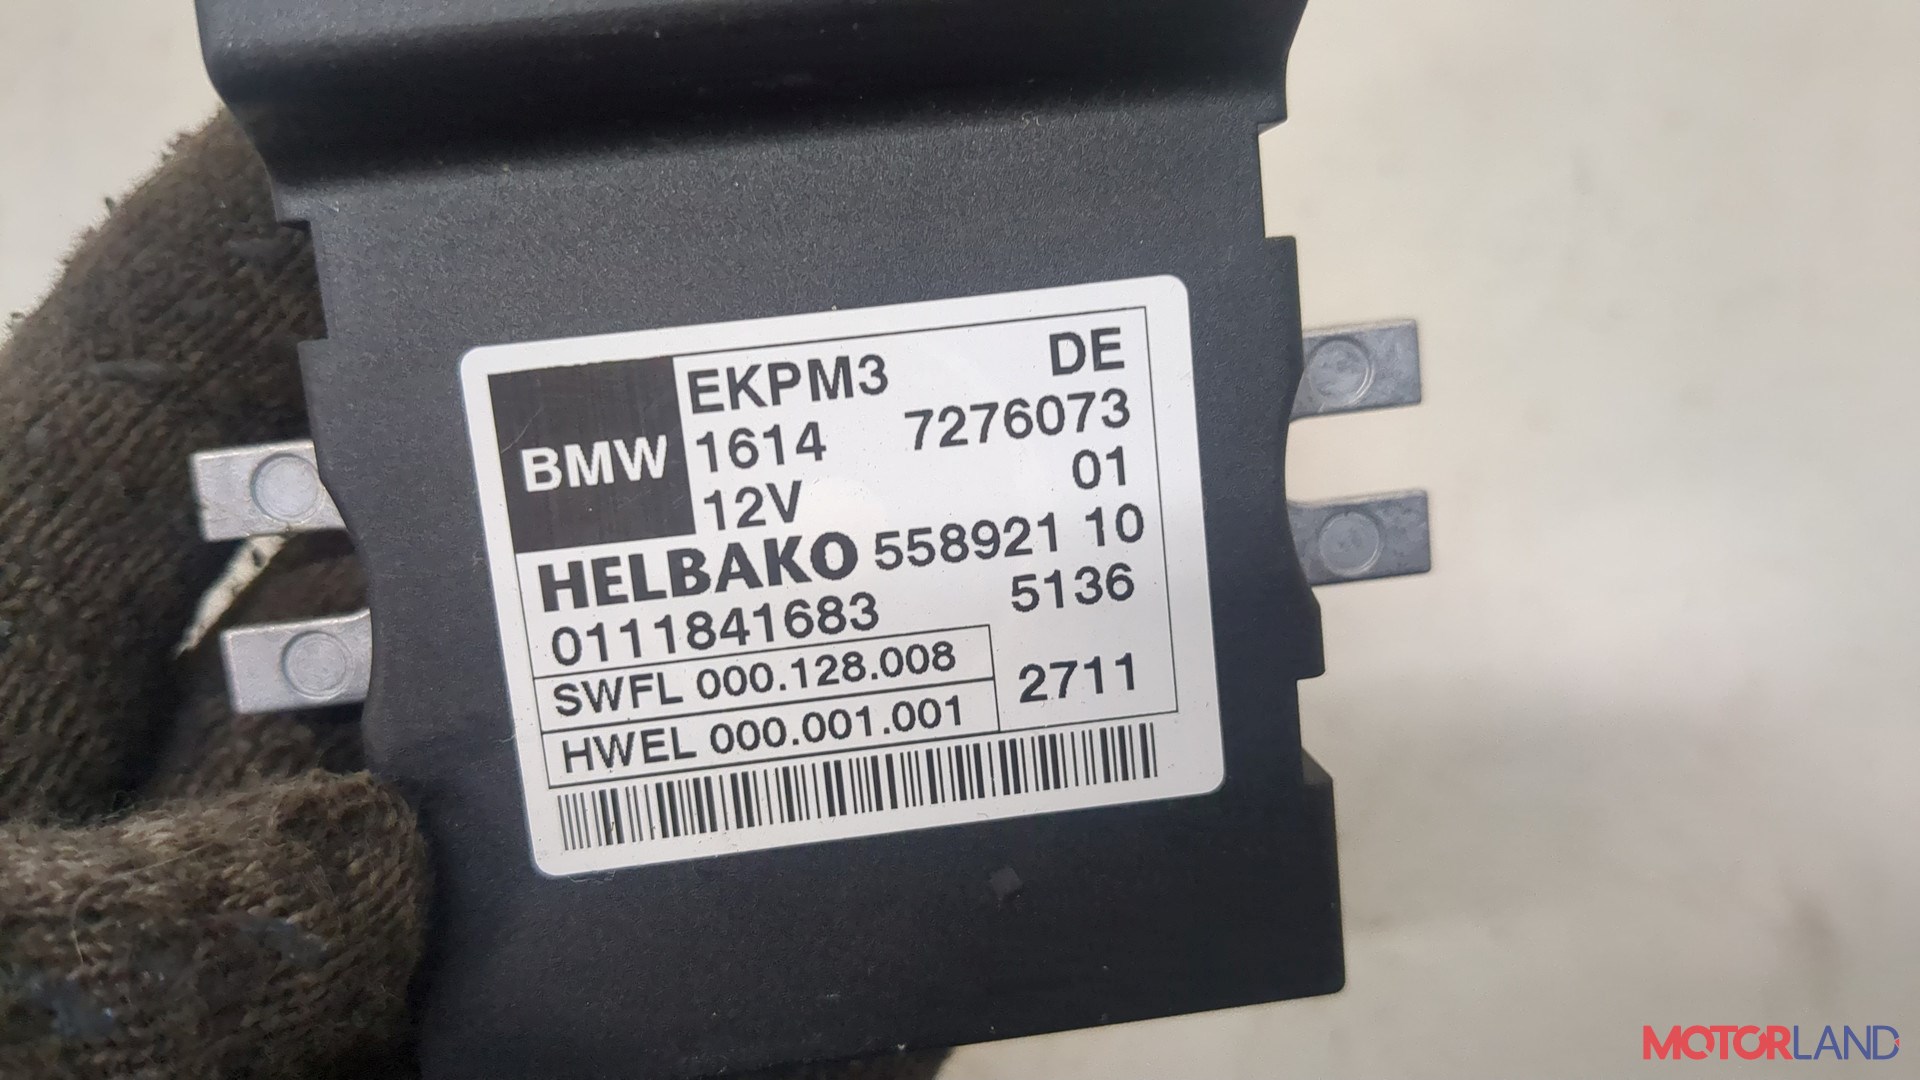 BMW
EKPM3 DE
1614 7276073
12V 01
HELBAKO 558921 10
0111841683 5136
SWFL 000.128.008
2711
HWEL 000.001.001
MOTORLAND